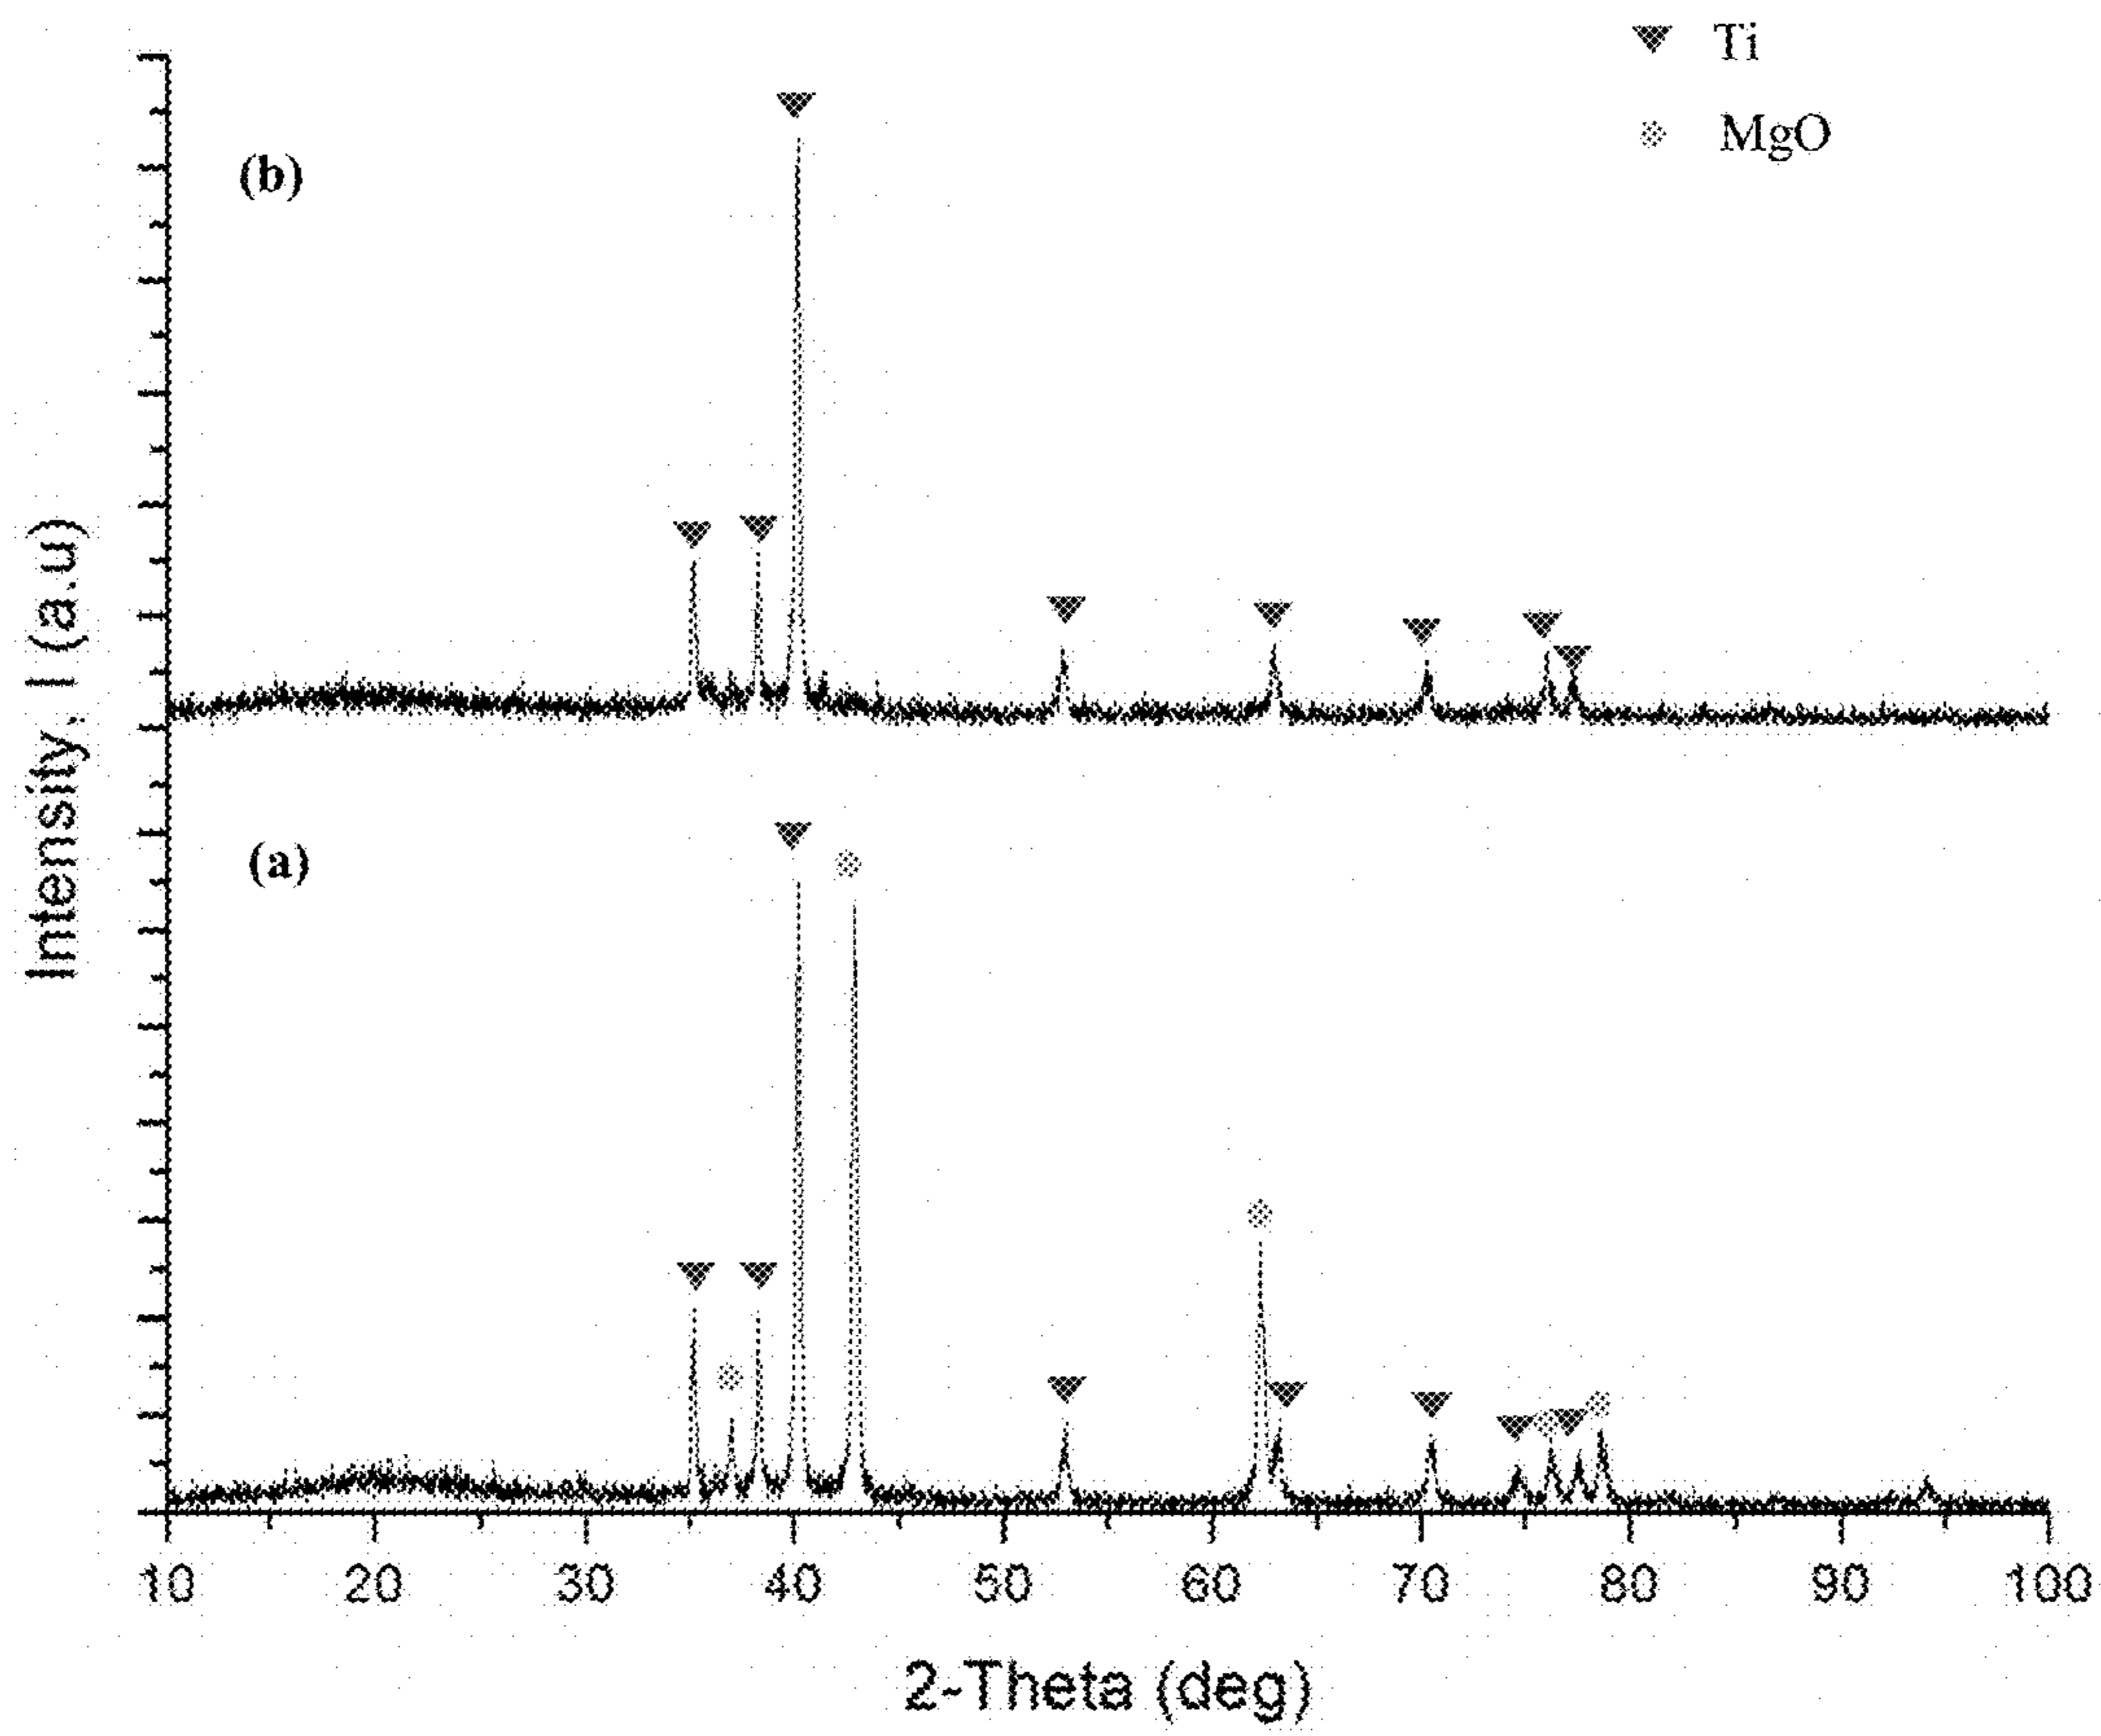 Ti
MgO
(b)
(a)
Intensity, I (a.u)
10 20 30 40 50 60 70 80 90 100
2-Theta (deg)